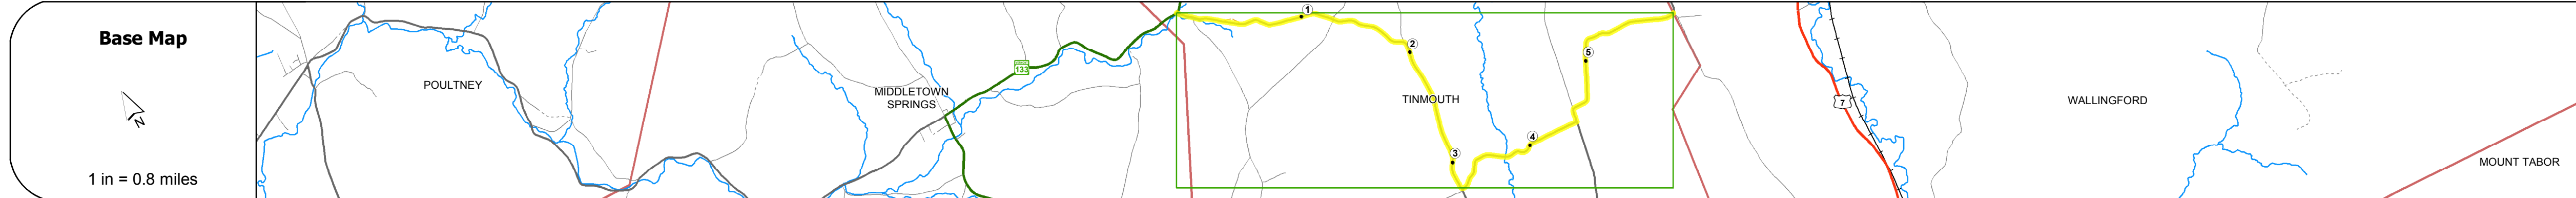 Base Map
N
1 in = 0.8 miles
POULTNEY
MIDDLETOWN
SPRINGS
133
1
2
TINMOUTH
3
4
5
7
WALLINGFORD
MOUNT TABOR